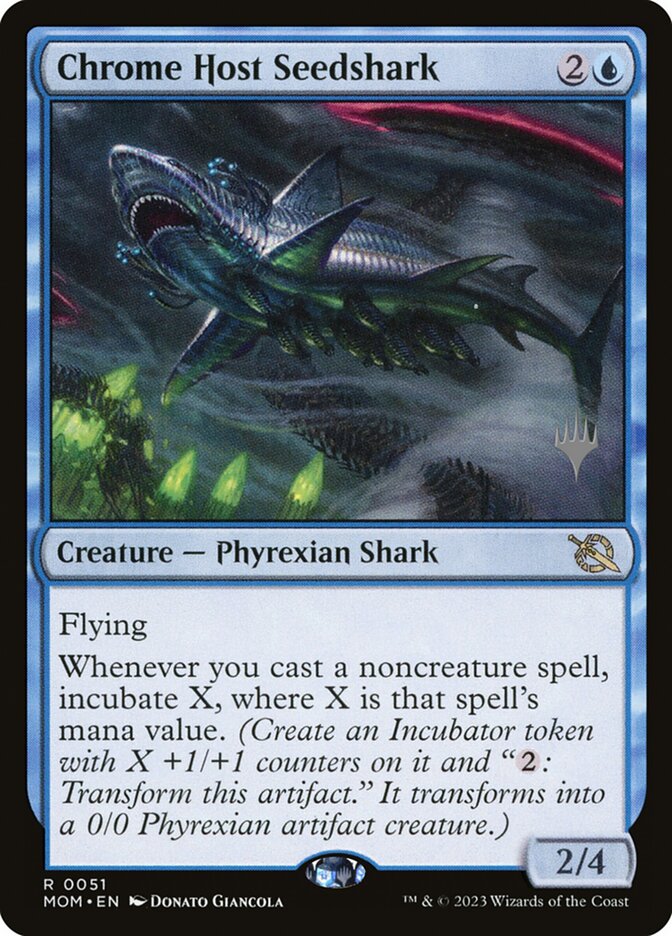 Chrome Host Seedshark 2
Creature — Phyrexian Shark
Flying
Whenever you cast a noncreature spell,
incubate X, where X is that spell's
mana value. (Create an Incubator token
with X +1/+1 counters on it and “2:
Transform this artifact.” It transforms into
a 0/0 Phyrexian artifact creature.)
2/4
R 0051
MOM • EN Donato Giancola ™ & © 2023 Wizards of the Coast